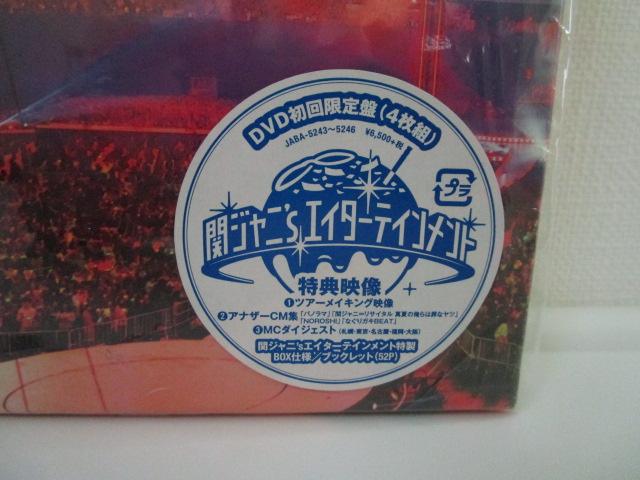 DVD初回限定盤(4枚組)
JABA-5243〜5246 ¥6,500+税
プラ
関ジャニ'sエイターテインメント
特典映像
①ツアーメイキング映像
②アナザーCM集「パノラマ」「関ジャニ∞リサイタル 真夏の俺らは罪なヤツ」
「NOROSHI」「なぐりガキBEAT」
③MCダイジェスト(札幌・東京・名古屋・福岡・大阪)
関ジャニ'sエイターテインメント特製
BOX仕様/ブックレット(52P)